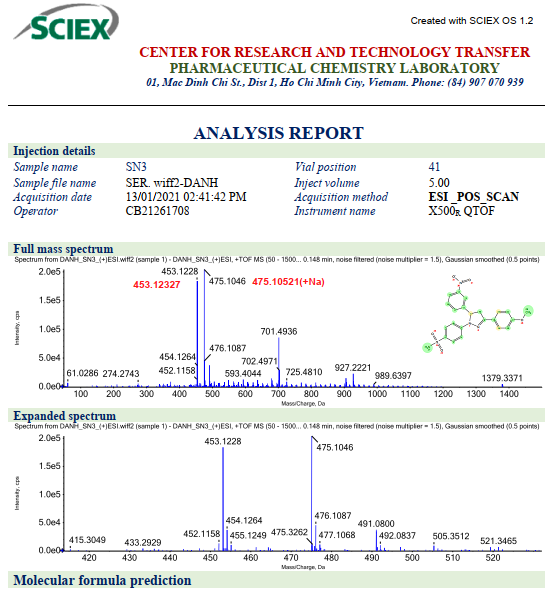 SCIEX
Created with SCIEX OS 1.2
CENTER FOR RESEARCH AND TECHNOLOGY TRANSFER
PHARMACEUTICAL CHEMISTRY LABORATORY
01, Mac Dinh Chi St., Dist 1, Ho Chi Minh City, Vietnam. Phone: (84) 907 070 939
ANALYSIS REPORT
Injection details
Sample name SN3 Vial position 41
Sample file name SER. wiff2-DANH Inject volume 5.00
Acquisition date 13/01/2021 02:41:42 PM Acquisition method ESI_POS_SCAN
Operator CB21261708 Instrument name X500R QTOF
Full mass spectrum
Spectrum from DANH_SN3_(+)ESI.wiff2 (sample 1) - DANH_SN3_(+)ESI, +TOF MS (50 - 1500... 0.148 min, noise filtered (noise multiplier = 1.5), Gaussian smoothed (0.5 points)
Intensity, cps
2.0e5
1.5e5
1.0e5
5.0e4
0.0e0
453.1228
453.12327
475.1046
475.10521(+Na)
701.4936
476.1087
454.1264
702.4971
927.2221
61.0286
274.2743
452.1158
593.4044
725.4810
989.6397
1379.3371
100 200 300 400 500 600 700 800 900 1000 1100 1200 1300 1400
Mass/Charge, Da
Expanded spectrum
Spectrum from DANH_SN3_(+)ESI.wiff2 (sample 1) - DANH_SN3_(+)ESI, +TOF MS (50 - 1500... 0.148 min, noise filtered (noise multiplier = 1.5), Gaussian smoothed (0.5 points)
Intensity, cps
2.0e5
1.5e5
1.0e5
5.0e4
0.0e0
453.1228
475.1046
454.1264
476.1087
491.0800
415.3049
433.2929
452.1158
455.1249
475.3262
477.1068
492.0837
505.3512
521.3465
420 430 440 450 460 470 480 490 500 510 520
Mass/Charge, Da
Molecular formula prediction